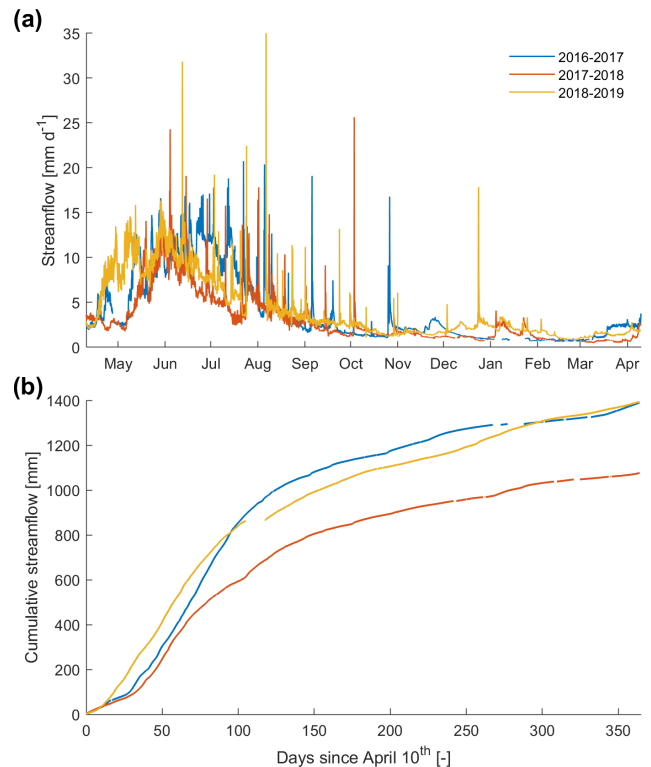 (a)
35
30
25
20
15
10
5
0
Streamflow [mm d-1]
2016-2017
2017-2018
2018-2019
May Jun Jul Aug Sep Oct Nov Dec Jan Feb Mar Apr
(b)
1400
1200
1000
800
600
400
200
0
Cumulative streamflow [mm]
0 50 100 150 200 250 300 350
Days since April 10th [-]